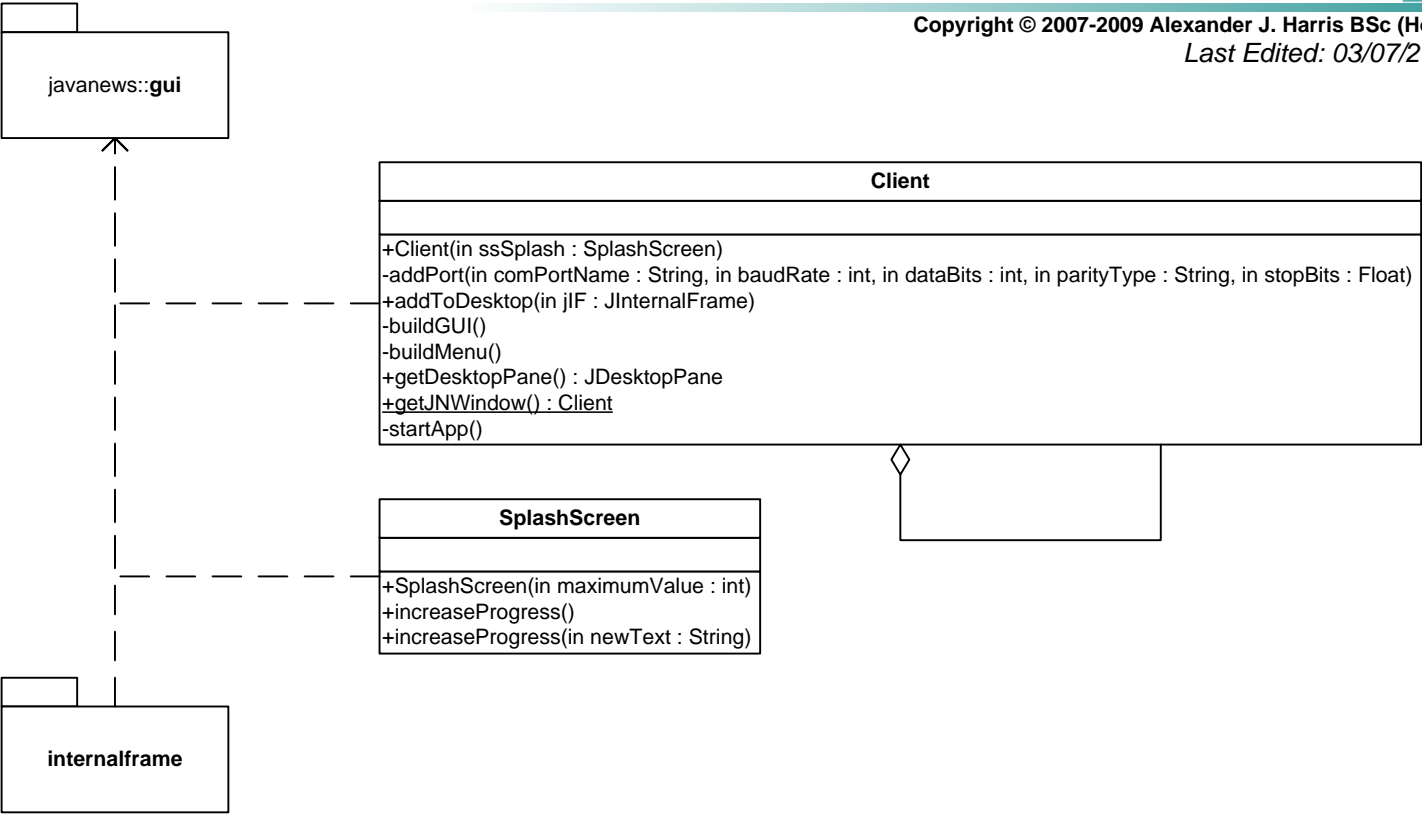 Copyright © 2007-2009 Alexander J. Harris BSc
Last Edited: 03/07/2
javanews::gui
Client
+Client(in ssSplash : SplashScreen)
-addPort(in comPortName : String, in baudRate : int, in dataBits : int, in parityType : String, in stopBits : Float)
+addToDesktop(in jIF : JInternalFrame)
-buildGUI()
-buildMenu()
+getDesktopPane() : JDesktopPane
+getJNWindow() : Client
-startApp()
SplashScreen
+SplashScreen(in maximumValue : int)
+increaseProgress()
+increaseProgress(in newText : String)
internalframe